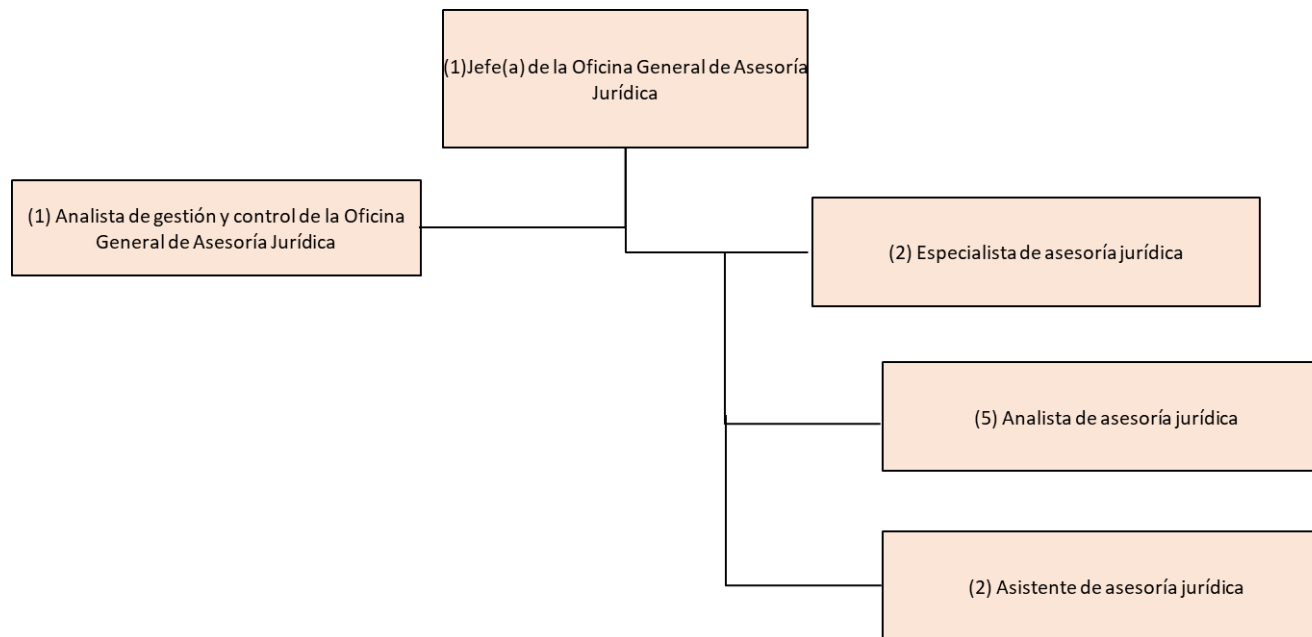 (1)Jefe(a) de la Oficina General de Asesoría
Jurídica
(1) Analista de gestión y control de la Oficina
General de Asesoría Jurídica
(2) Especialista de asesoría jurídica
(5) Analista de asesoría jurídica
(2) Asistente de asesoría jurídica